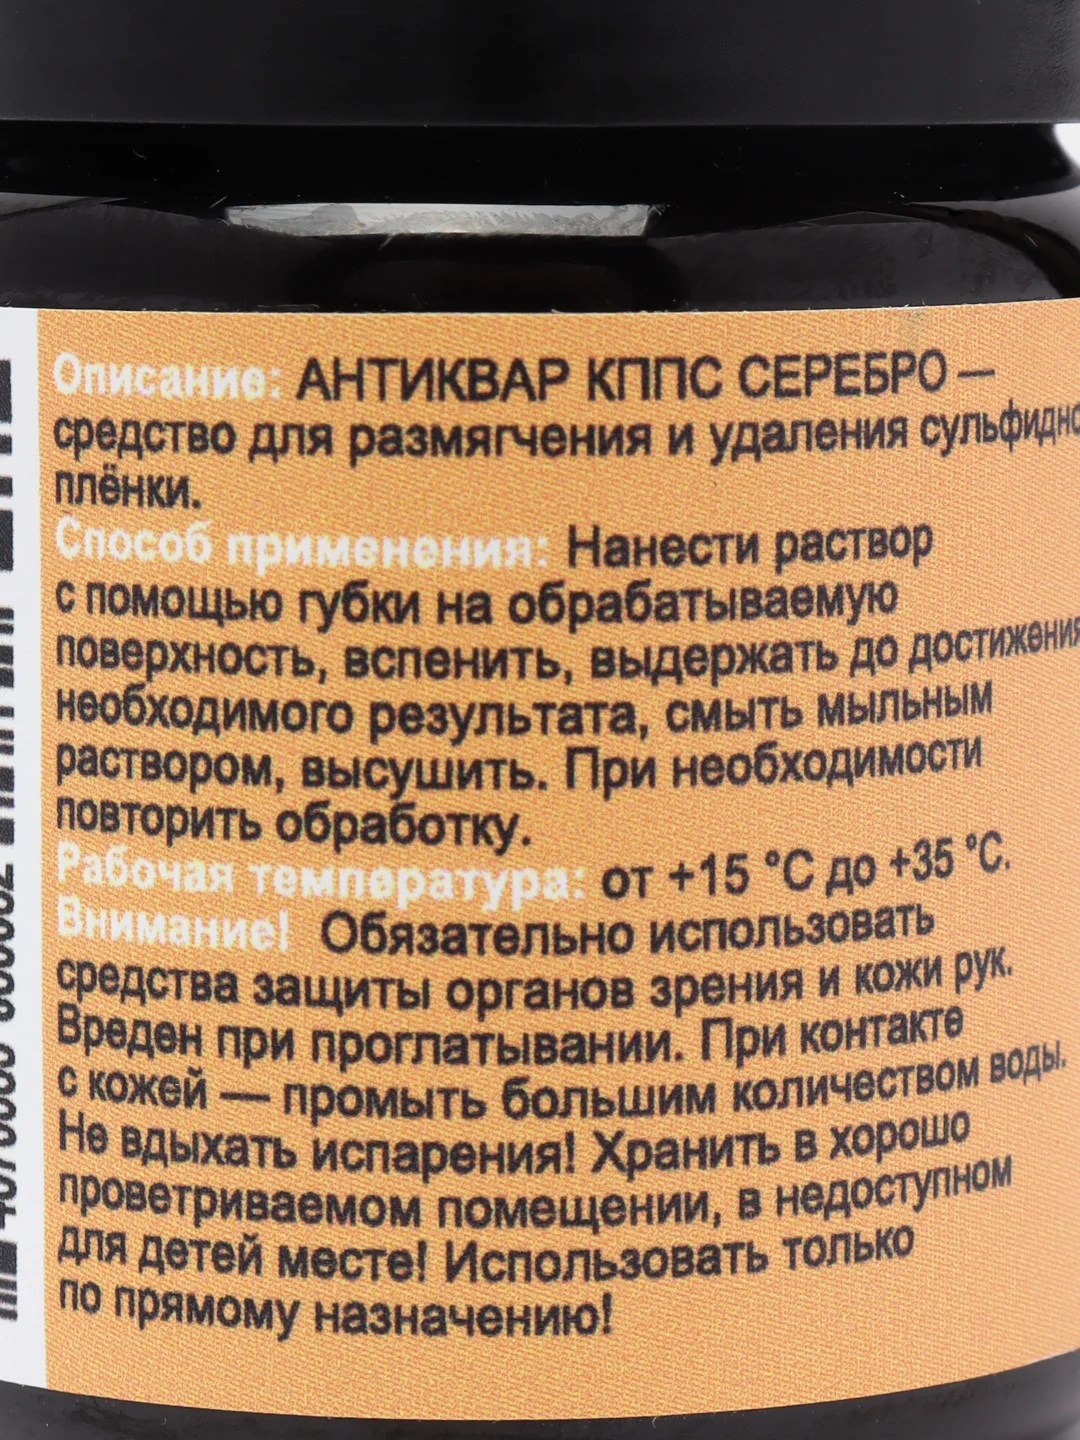 Описание: АНТИКВАР КППС СЕРЕБРО —
средство для размягчения и удаления
плёнки.
Способ применения: Нанести раствор
с помощью губки на обрабатываемую
поверхность, вспенить, выдержать до достижения
необходимого результата, смыть мыльным
раствором, высушить. При необходимости
повторить обработку.
Рабочая температура: от +15 °С до +35 °С.
Внимание! Обязательно использовать
средства защиты органов зрения и кожи рук.
Вреден при проглатывании. При контакте
с кожей — промыть большим количеством воды.
Не вдыхать испарения! Хранить в хорошо
проветриваемом помещении, в недоступном
для детей месте! Использовать только
по прямому назначению!